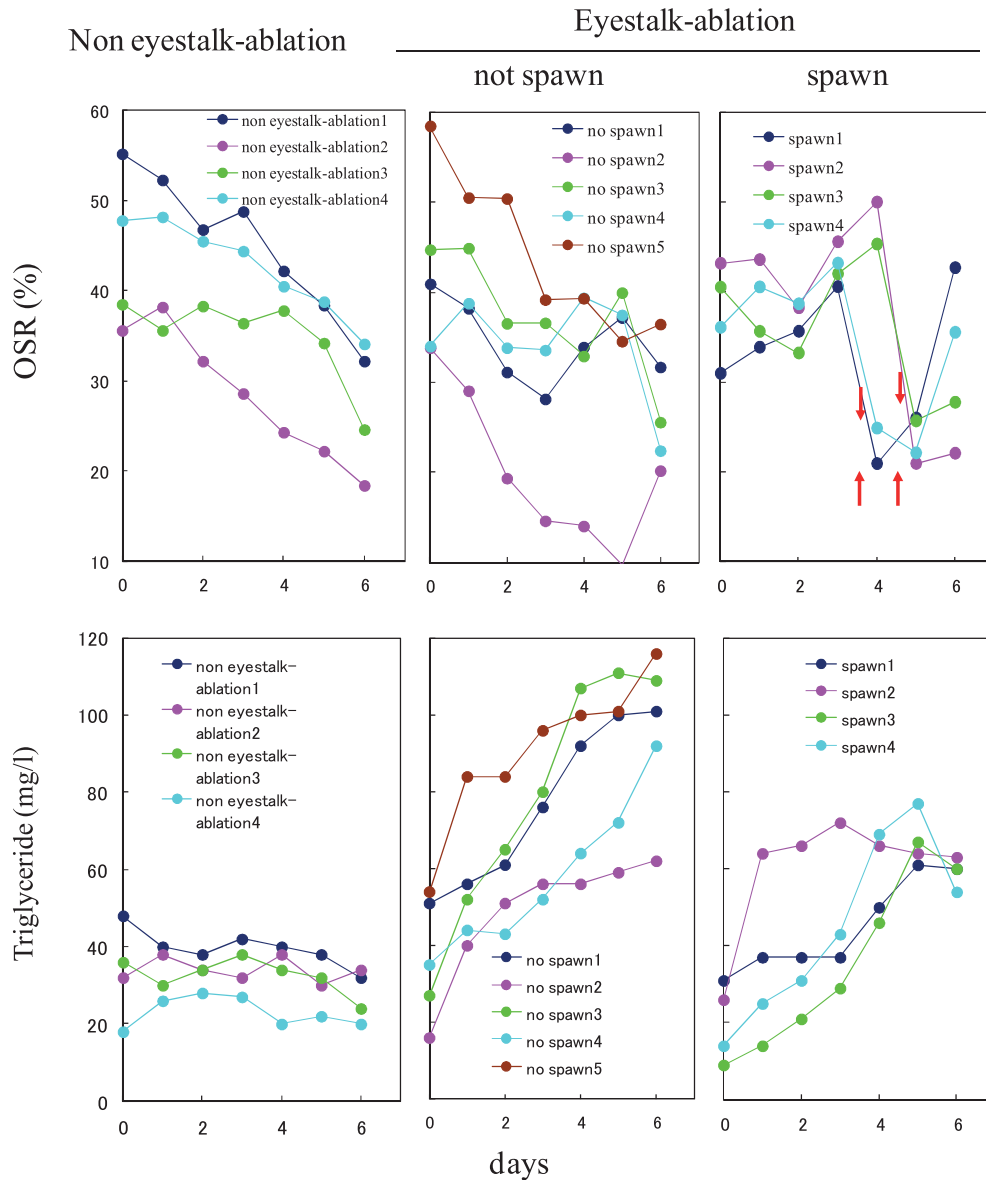 Non eyestalk-ablation
Eyestalk-ablation
not spawn
spawn
OSR (%)
60
50
40
30
20
10
non eyestalk-ablation1
non eyestalk-ablation2
non eyestalk-ablation3
non eyestalk-ablation4
0
2
4
6
no spawn1
no spawn2
no spawn3
no spawn4
no spawn5
0
2
4
6
spawn1
spawn2
spawn3
spawn4
0
2
4
6
Triglyceride (mg/l)
120
100
80
60
40
20
0
non eyestalk-
ablation1
non eyestalk-
ablation2
non eyestalk-
ablation3
non eyestalk-
ablation4
0
2
4
6
no spawn1
no spawn2
no spawn3
no spawn4
no spawn5
0
2
4
6
spawn1
spawn2
spawn3
spawn4
0
2
4
6
days